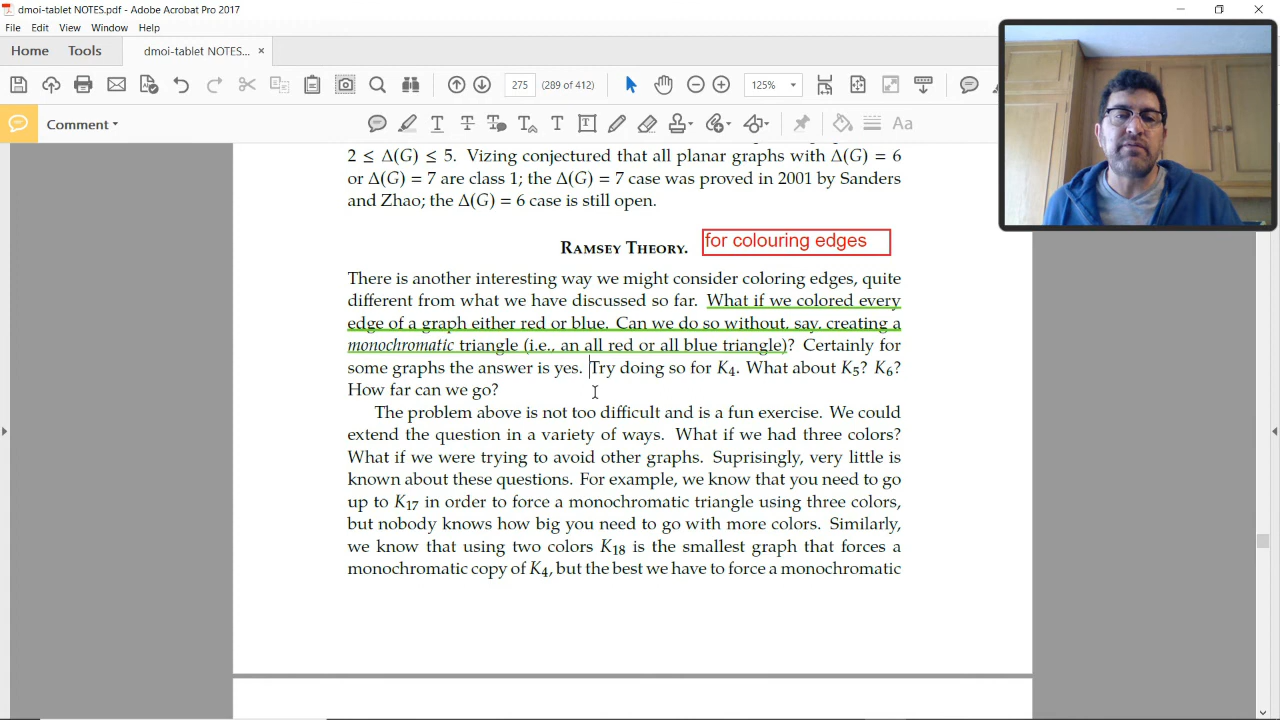 dmoi-tablet NOTES.pdf - Adobe Acrobat Pro 2017
File Edit View Window Help
Home Tools dmoi-tablet NOTES... ×
275 (289 of 412) 125%
Comment
Aa
2 ≤ Δ(G) ≤ 5. Vizing conjectured that all planar graphs with Δ(G) = 6
or Δ(G) = 7 are class 1; the Δ(G) = 7 case was proved in 2001 by Sanders
and Zhao; the Δ(G) = 6 case is still open.
Ramsey Theory. for colouring edges
There is another interesting way we might consider coloring edges, quite
different from what we have discussed so far. What if we colored every
edge of a graph either red or blue. Can we do so without, say, creating a
monochromatic triangle (i.e., an all red or all blue triangle)? Certainly for
some graphs the answer is yes. Try doing so for K4. What about K5? K6?
How far can we go?
The problem above is not too difficult and is a fun exercise. We could
extend the question in a variety of ways. What if we had three colors?
What if we were trying to avoid other graphs. Suprisingly, very little is
known about these questions. For example, we know that you need to go
up to K17 in order to force a monochromatic triangle using three colors,
but nobody knows how big you need to go with more colors. Similarly,
we know that using two colors K18 is the smallest graph that forces a
monochromatic copy of K4, but the best we have to force a monochromatic